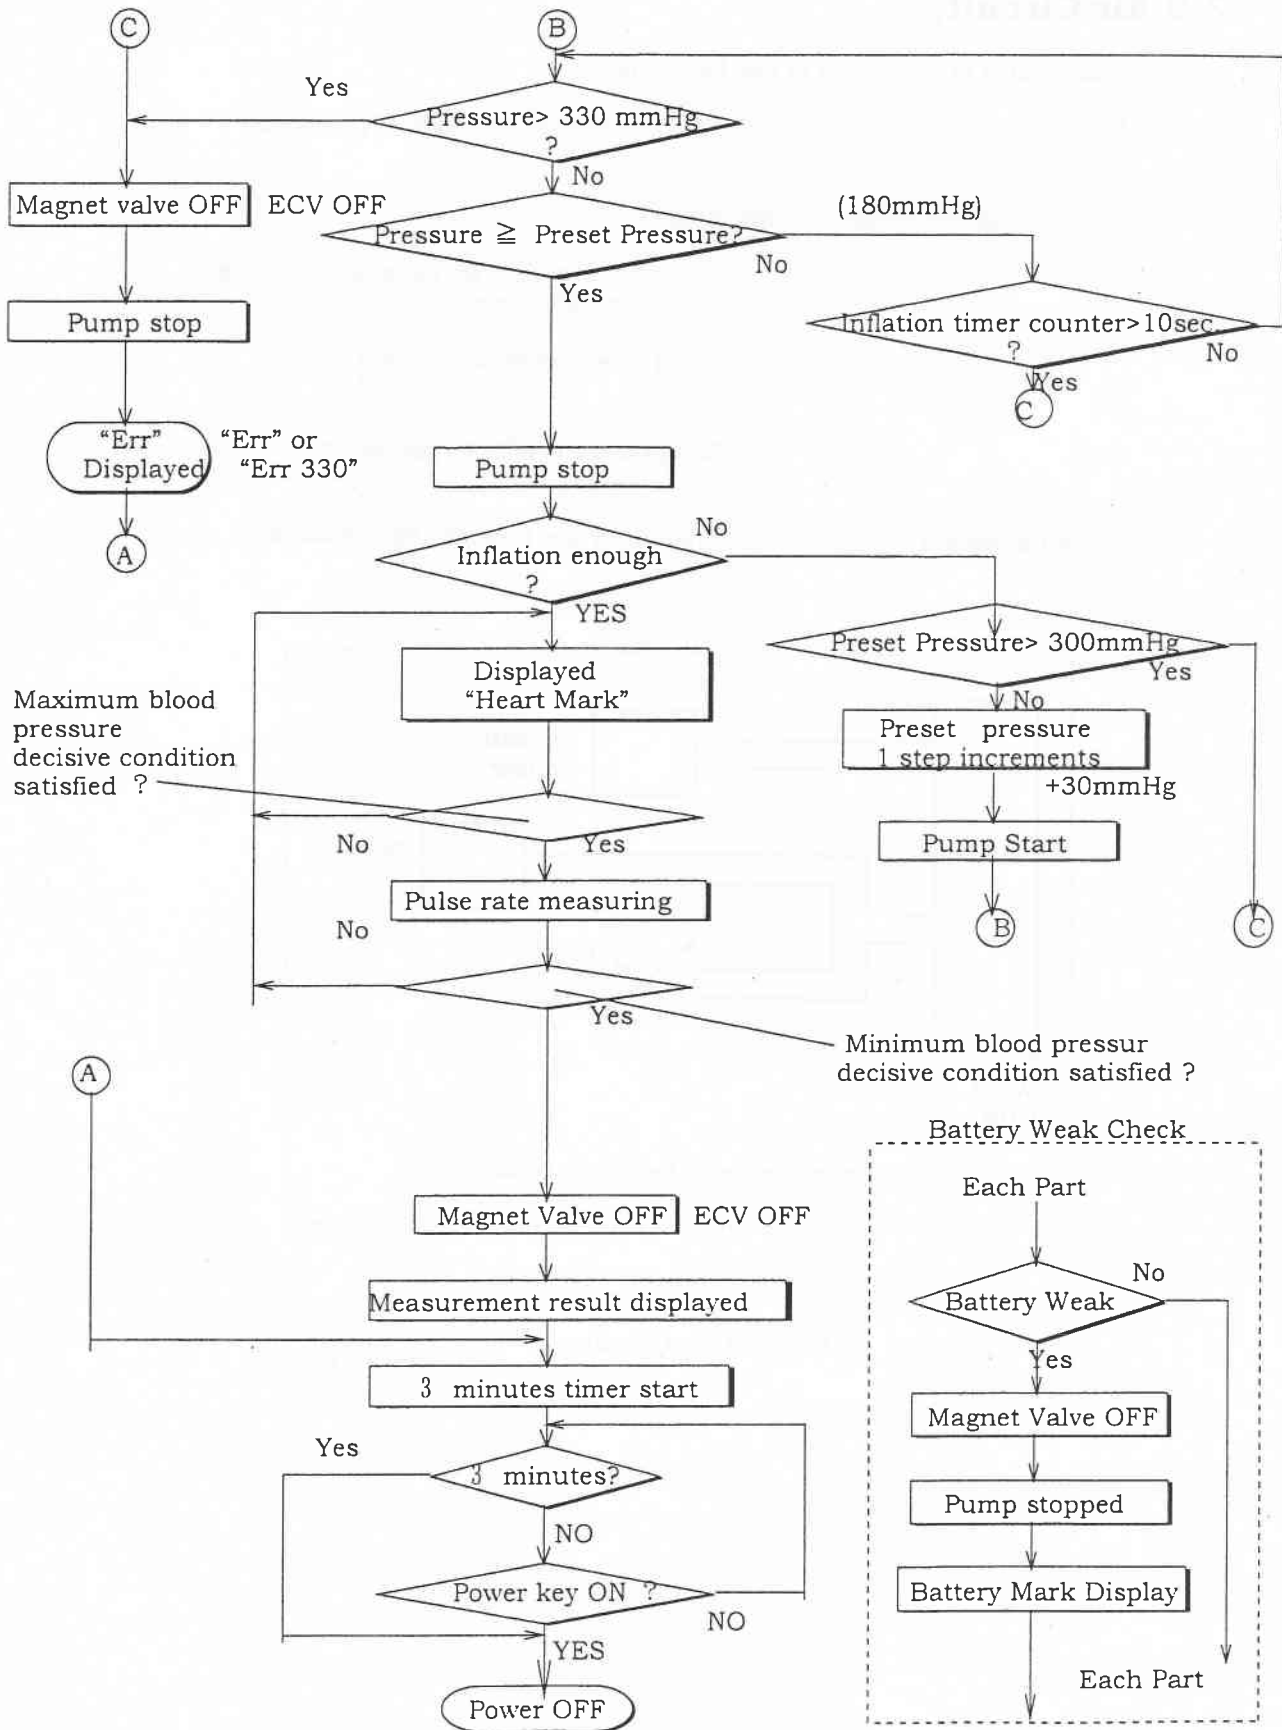 C
B
Yes
Pressure> 330 mmHg
?
No
Magnet valve OFF
ECV OFF
(180mmHg)
Pressure ≧ Preset Pressure?
No
Yes
Pump stop
Inflation timer counter>10sec.
?
No
Yes
C
"Err"
Displayed
"Err" or
"Err 330"
Pump stop
A
No
Inflation enough
?
YES
Preset Pressure> 300mmHg
Yes
No
Displayed
"Heart Mark"
Maximum blood
pressure
decisive condition
satisfied ?
Preset pressure
1 step increments
+30mmHg
No
Yes
Pump Start
Pulse rate measuring
No
B
C
Yes
Minimum blood pressur
decisive condition satisfied ?
A
Battery Weak Check
Each Part
Magnet Valve OFF
ECV OFF
No
Battery Weak
Yes
Measurement result displayed
3 minutes timer start
Magnet Valve OFF
Yes
3 minutes?
Pump stopped
NO
Power key ON ?
NO
Battery Mark Display
YES
Each Part
Power OFF